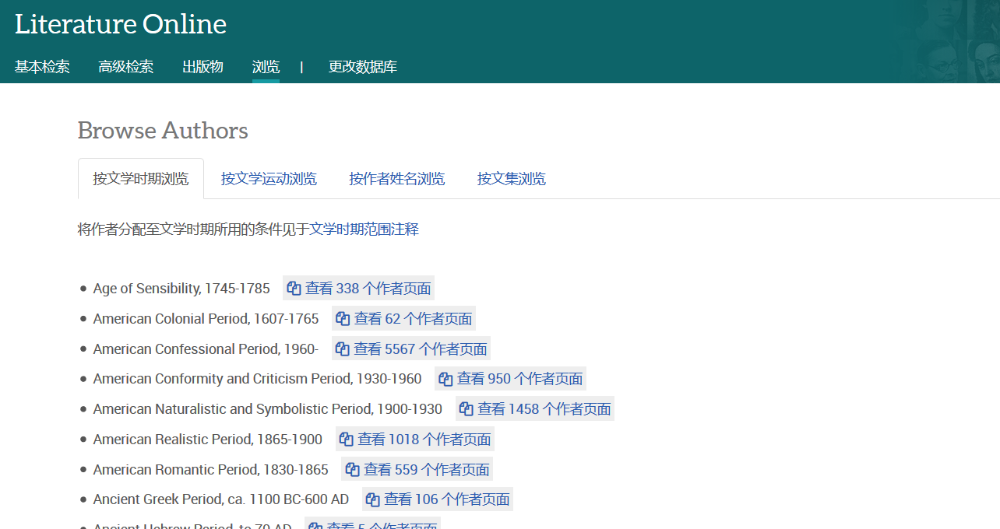 Literature Online
基本检索 高级检索 出版物 浏览 | 更改数据库
Browse Authors
按文学时期浏览 按文学运动浏览 按作者姓名浏览 按文集浏览
将作者分配至文学时期所用的条件见于文学时期范围注释
• Age of Sensibility, 1745-1785 查看 338 个作者页面
• American Colonial Period, 1607-1765 查看 62 个作者页面
• American Confessional Period, 1960- 查看 5567 个作者页面
• American Conformity and Criticism Period, 1930-1960 查看 950 个作者页面
• American Naturalistic and Symbolistic Period, 1900-1930 查看 1458 个作者页面
• American Realistic Period, 1865-1900 查看 1018 个作者页面
• American Romantic Period, 1830-1865 查看 559 个作者页面
• Ancient Greek Period, ca. 1100 BC-600 AD 查看 106 个作者页面
• Ancient Hebrew Period, to 70 AD 查看 5 个作者页面